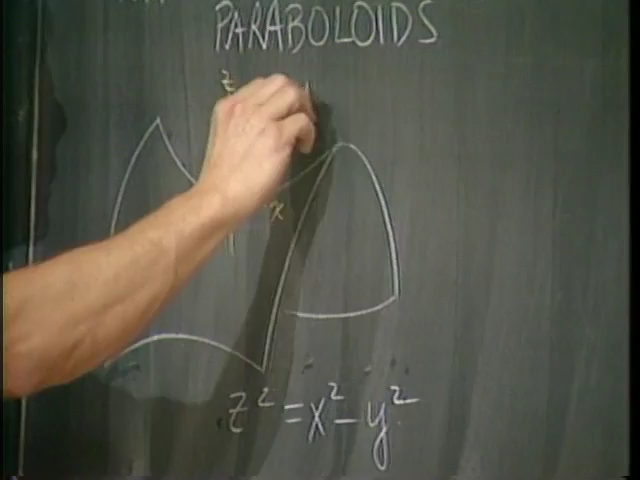 PARABOLOIDS
z
x
z² = x² - y²